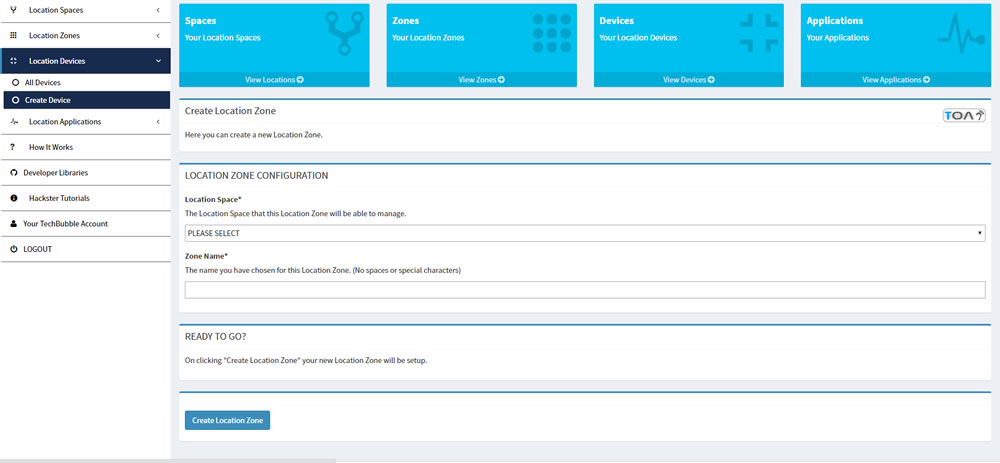 Location Spaces
Location Zones
Location Devices
All Devices
Create Device
Location Applications
How It Works
Developer Libraries
Hackster Tutorials
Your TechBubble Account
LOGOUT
Spaces
Your Location Spaces
View Locations
Zones
Your Location Zones
View Zones
Devices
Your Location Devices
View Devices
Applications
Your Applications
View Applications
Create Location Zone
Here you can create a new Location Zone.
LOCATION ZONE CONFIGURATION
Location Space*
The Location Space that this Location Zone will be able to manage.
PLEASE SELECT
Zone Name*
The name you have chosen for this Location Zone. (No spaces or special characters)
READY TO GO?
On clicking "Create Location Zone" your new Location Zone will be setup.
Create Location Zone